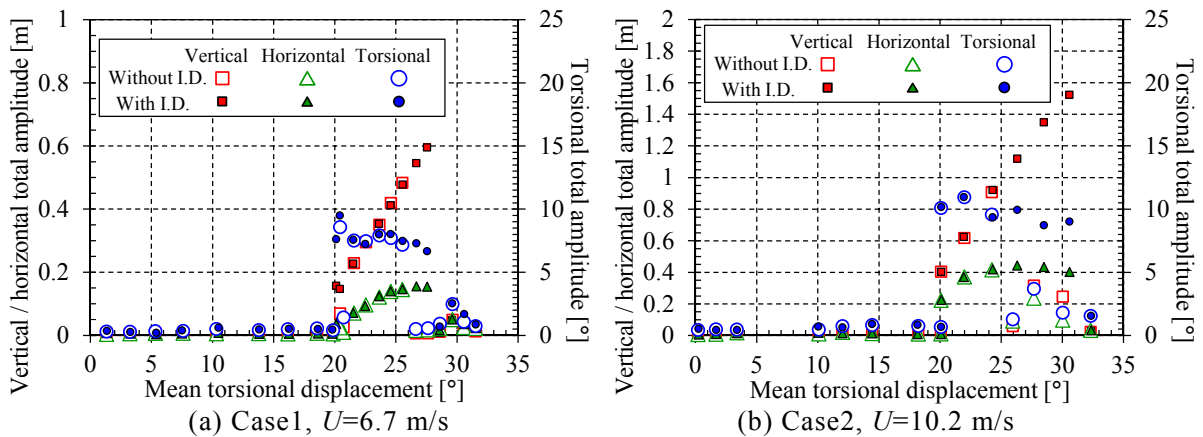 Vertical / horizontal total amplitude [m]
1
0.8
0.6
0.4
0.2
0
Vertical Horizontal Torsional
Without I.D.
With I.D.
25
20
15
10
5
0
Torsional total amplitude [°]
0 5 10 15 20 25 30 35
Mean torsional displacement [°]
(a) Case1, U=6.7 m/s
Vertical / horizontal total amplitude [m]
2
1.8
1.6
1.4
1.2
1
0.8
0.6
0.4
0.2
0
Vertical Horizontal Torsional
Without I.D.
With I.D.
25
20
15
10
5
0
Torsional total amplitude [°]
0 5 10 15 20 25 30 35
Mean torsional displacement [°]
(b) Case2, U=10.2 m/s